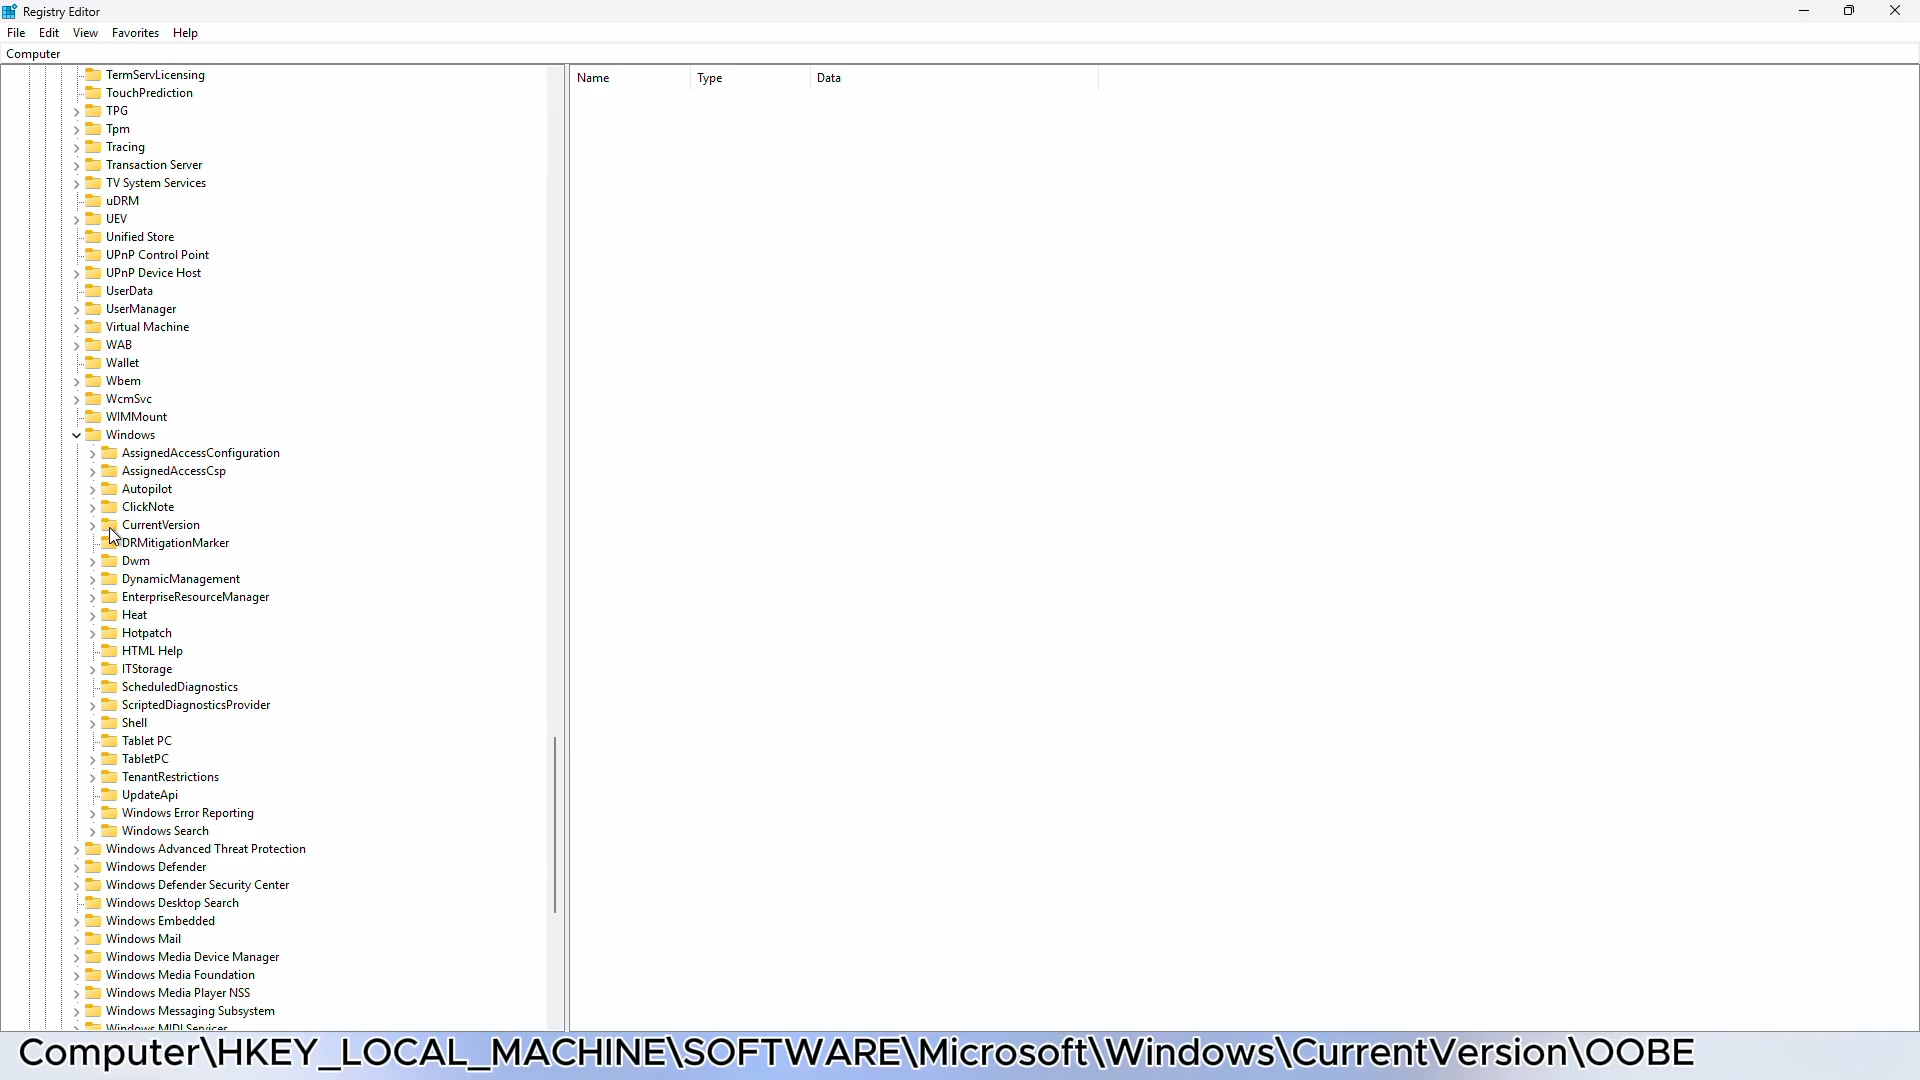 Registry Editor
File Edit View Favorites Help
Computer
TermServLicensing
TouchPrediction
TPG
Tpm
Tracing
Transaction Server
TV System Services
uDRM
UEV
Unified Store
UPnP Control Point
UPnP Device Host
UserData
UserManager
Virtual Machine
WAB
Wallet
Wbem
WcmSvc
WIMMount
Windows
AssignedAccessConfiguration
AssignedAccessCsp
Autopilot
ClickNote
CurrentVersion
DRMitigationMarker
Dwm
DynamicManagement
EnterpriseResourceManager
Heat
Hotpatch
HTML Help
ITStorage
ScheduledDiagnostics
ScriptedDiagnosticsProvider
Shell
Tablet PC
TabletPC
TenantRestrictions
UpdateApi
Windows Error Reporting
Windows Search
Windows Advanced Threat Protection
Windows Defender
Windows Defender Security Center
Windows Desktop Search
Windows Embedded
Windows Mail
Windows Media Device Manager
Windows Media Foundation
Windows Media Player NSS
Windows Messaging Subsystem
Windows MIDI Services
Name Type Data
Computer\HKEY_LOCAL_MACHINE\SOFTWARE\Microsoft\Windows\CurrentVersion\OOBE